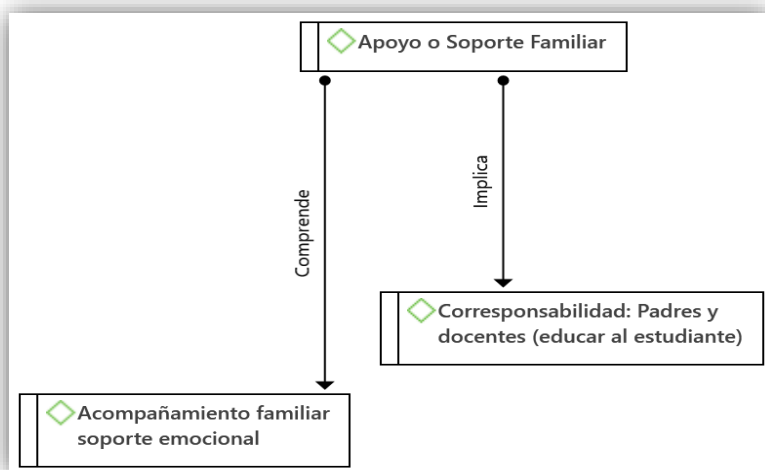 Apoyo o Soporte Familiar
Comprende
Implica
Corresponsabilidad: Padres y
docentes (educar al estudiante)
Acompañamiento familiar
soporte emocional